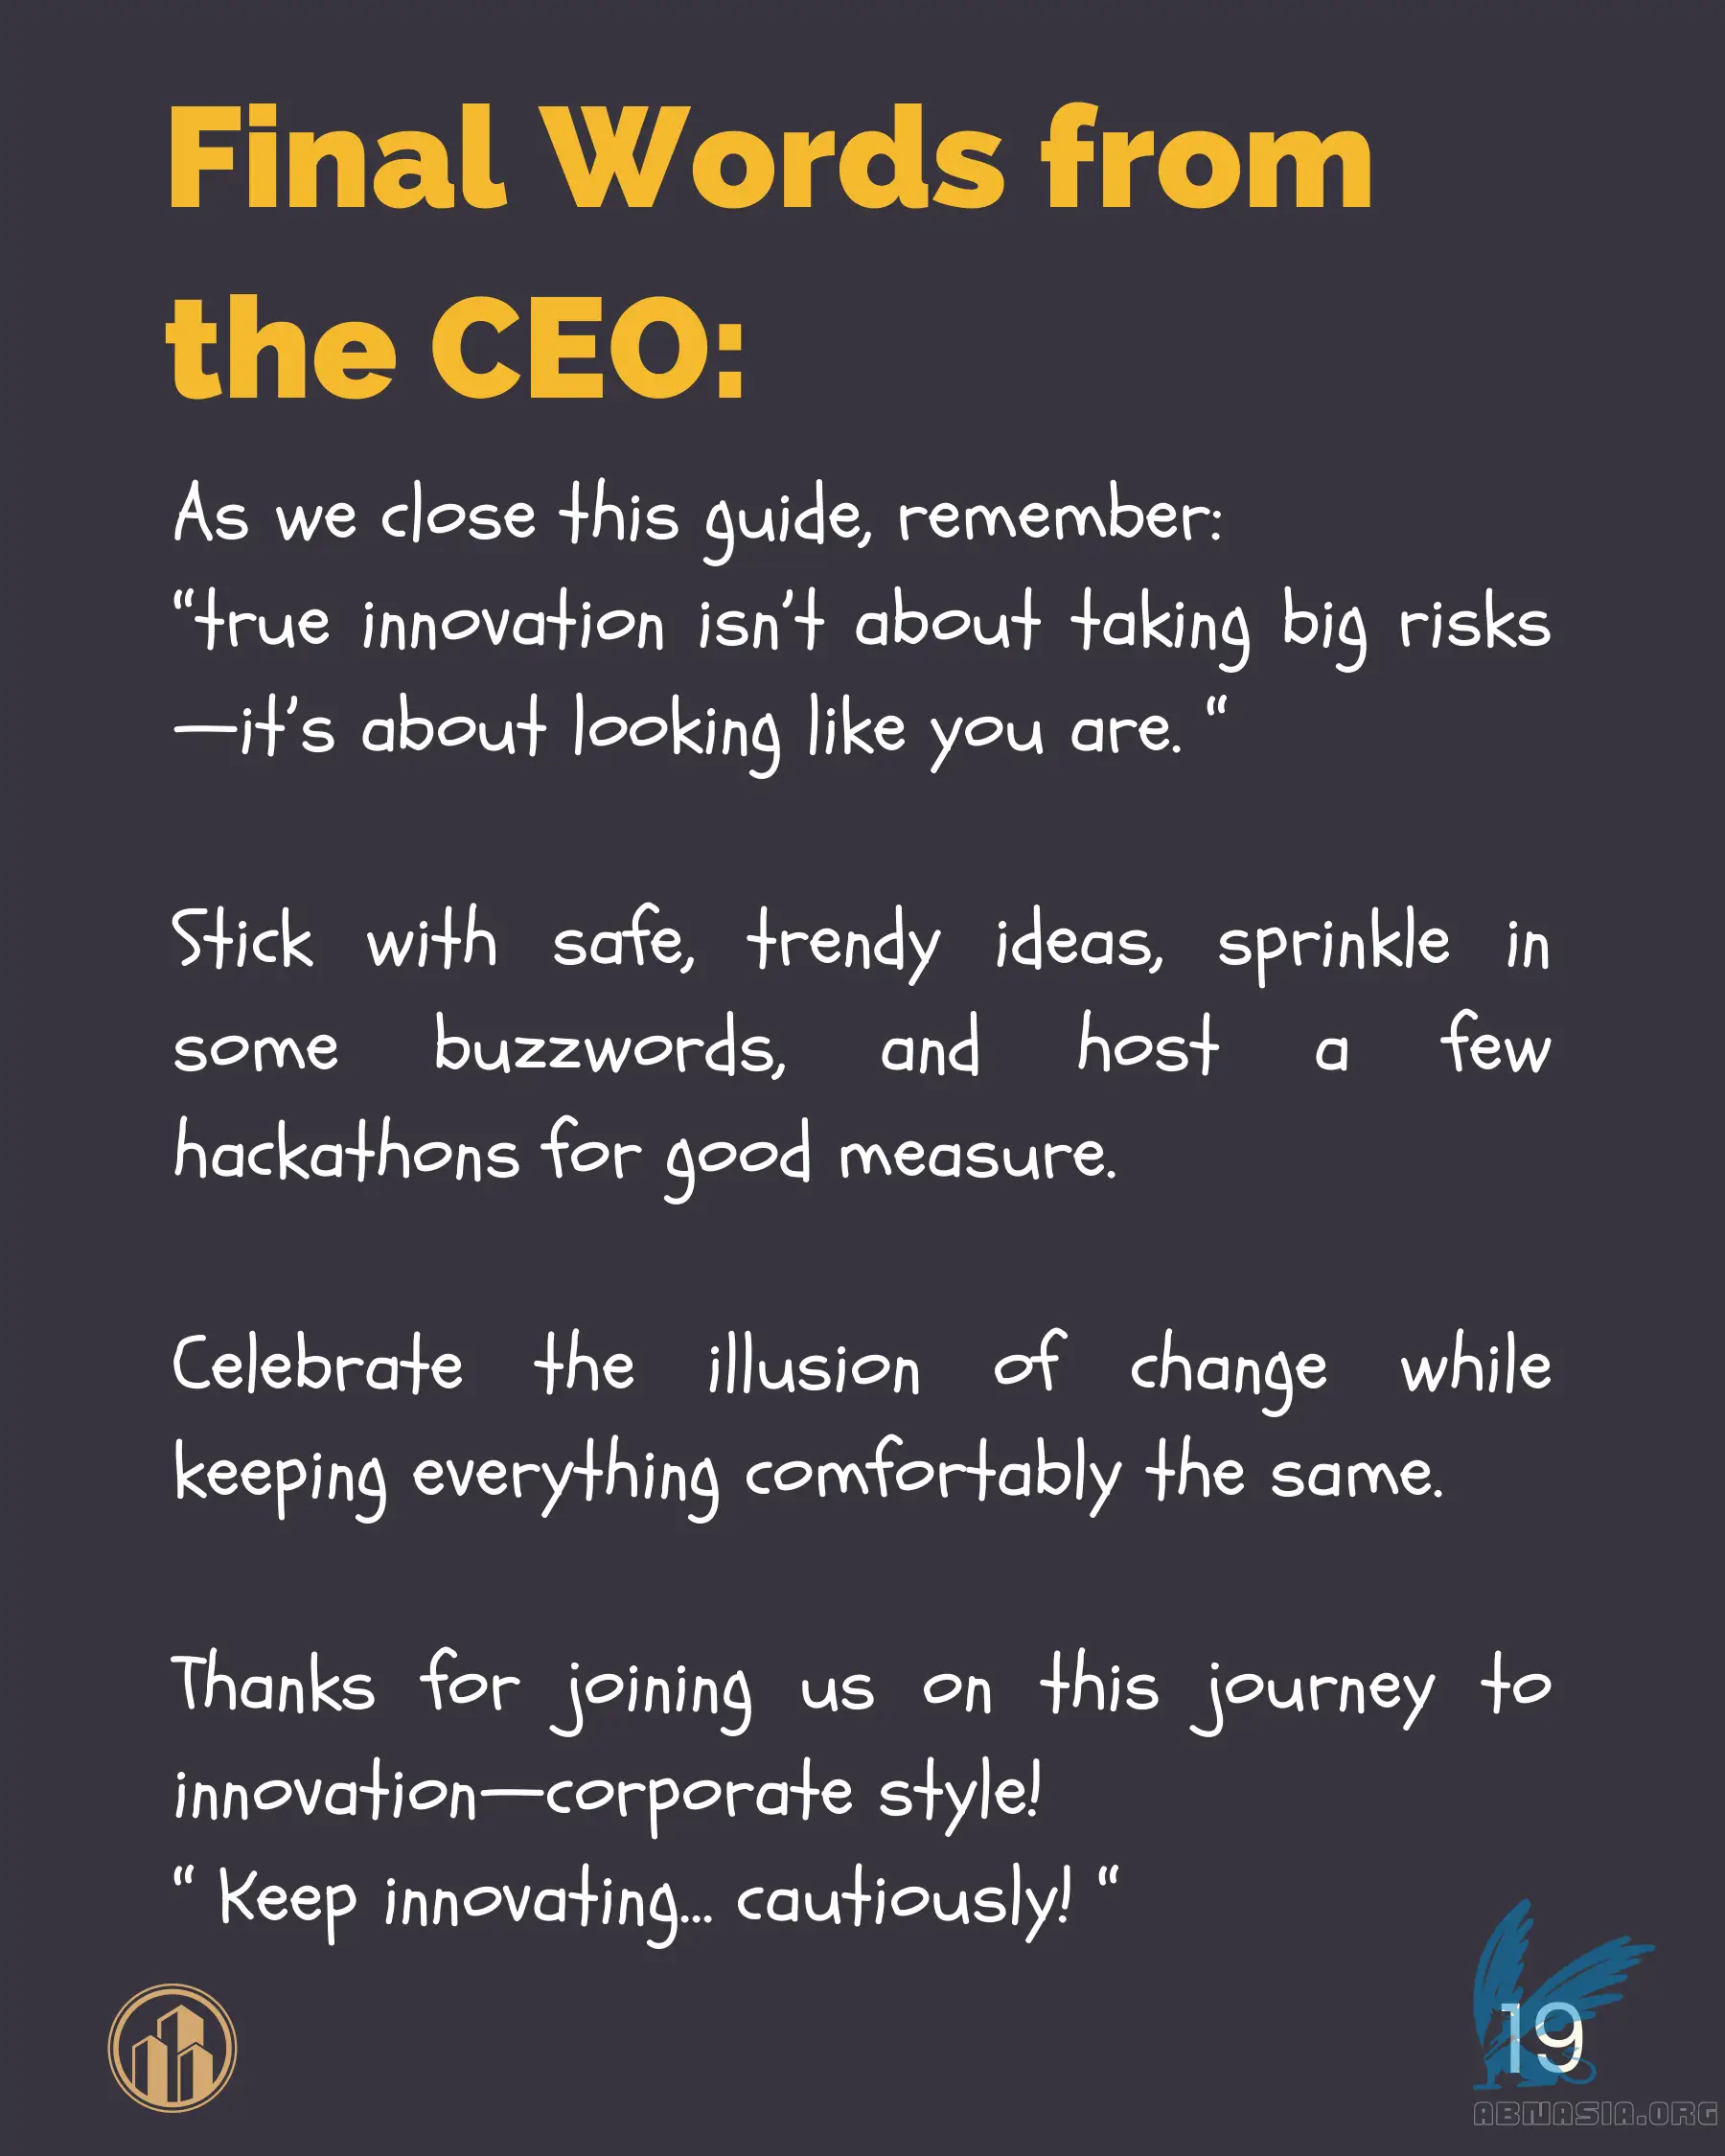 Final Words from
the CEO:
As we close this guide, remember:
“true innovation isn’t about taking big risks
—it’s about looking like you are. “
Stick with safe, trendy ideas, sprinkle in
some buzzwords, and host a few
hackathons for good measure.
Celebrate the illusion of change while
keeping everything comfortably the same.
Thanks for joining us on this journey to
innovation—corporate style!
“ Keep innovating... cautiously! “
19
ABNASIA.ORG